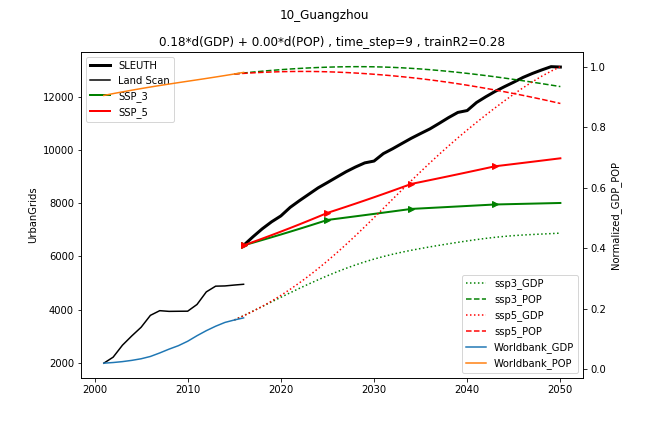 10_Guangzhou
0.18*d(GDP) + 0.00*d(POP) , time_step=9 , trainR2=0.28
SLEUTH
Land Scan
SSP_3
SSP_5
12000
10000
8000
6000
4000
2000
UrbanGrids
1.0
0.8
0.6
0.4
0.2
0.0
Normalized_GDP_POP
ssp3_GDP
ssp3_POP
ssp5_GDP
ssp5_POP
Worldbank_GDP
Worldbank_POP
2000 2010 2020 2030 2040 2050